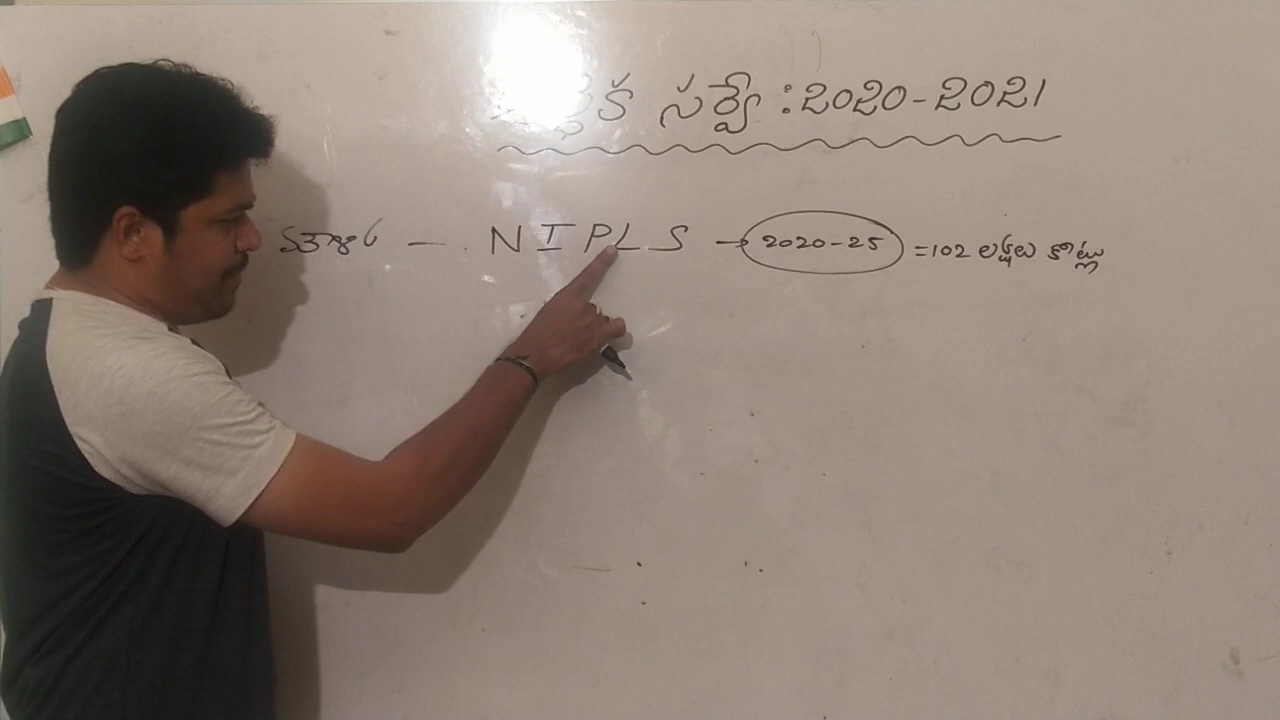 సర్వే : 2020-2021
— NIPLS → 2020-25 = 102 లక్షలు కోట్లు